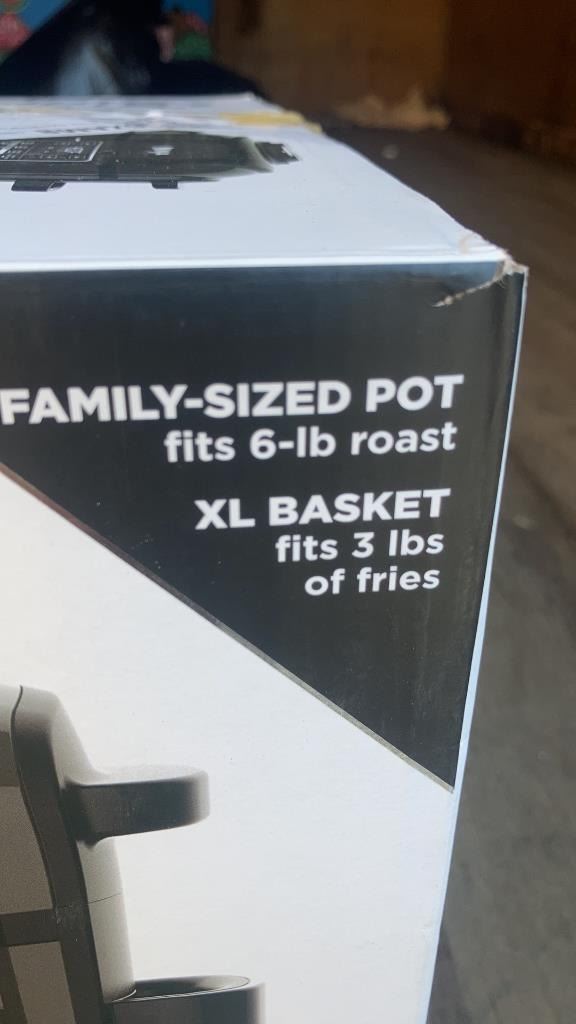 FAMILY-SIZED POT
fits 6-lb roast
XL BASKET
fits 3 lbs
of fries